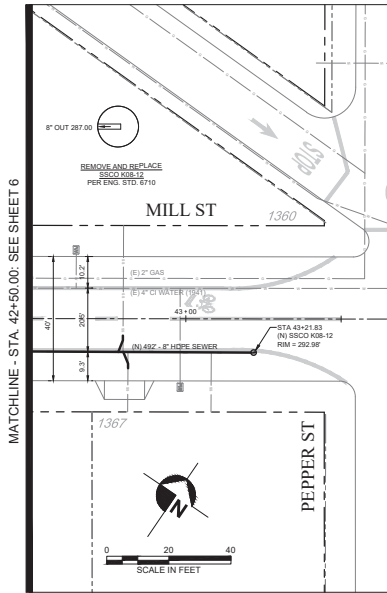 MATCHLINE - STA. 42+50.00: SEE SHEET 6
8" OUT 287.00
REMOVE AND REPLACE
SSCO K08-12
PER ENG. STD. 6710
STOP
MILL ST
1360
10.2'
40'
(E) 2" GAS
(E) 4" CI WATER (1941)
20.5'
43+00
STA 43+21.83
(N) SSCO K08-12
RIM = 292.98'
(N) 492' - 8" HDPE SEWER
9.3'
1367
PEPPER ST
N
0 20 40
SCALE IN FEET